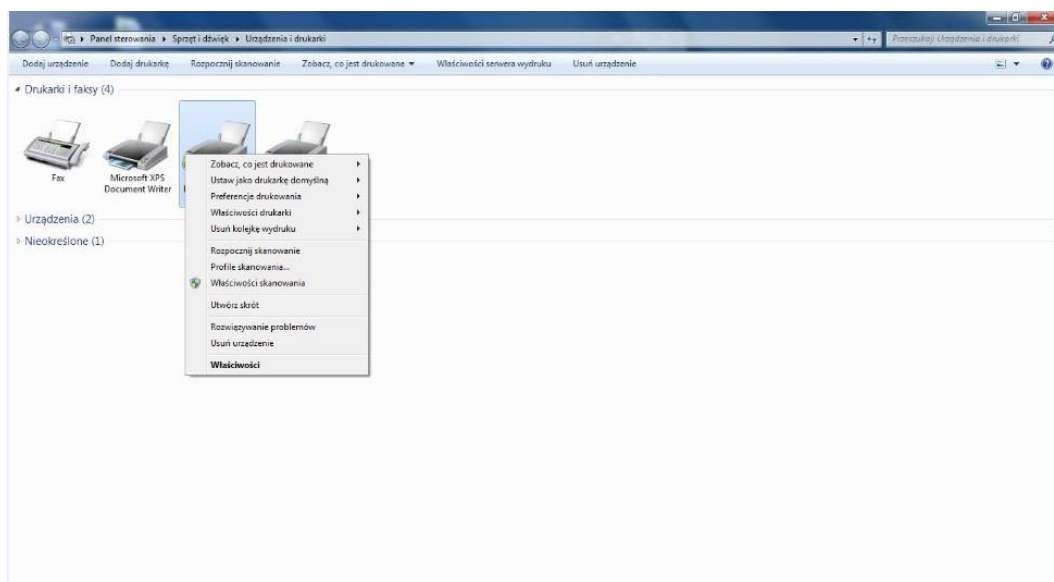 Panel sterowania ▸ Sprzęt i dźwięk ▸ Urządzenia i drukarki
Przeszukaj: Urządzenia i drukarki
Dodaj urządzenie Dodaj drukarkę Rozpocznij skanowanie Zobacz, co jest drukowane Właściwości serwera wydruku Usuń urządzenie
Drukarki i faksy (4)
Fax
Microsoft XPS
Document Writer
Zobacz, co jest drukowane
Ustaw jako drukarkę domyślną
Preferencje drukowania
Właściwości drukarki
Usuń kolejkę wydruku
Rozpocznij skanowanie
Profile skanowania...
Właściwości skanowania
Utwórz skrót
Rozwiązywanie problemów
Usuń urządzenie
Właściwości
Urządzenia (2)
Nieokreślone (1)